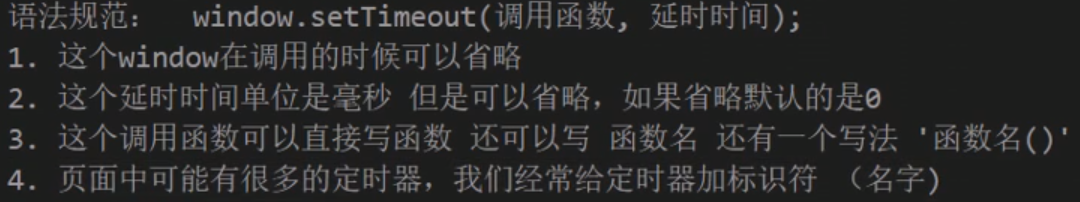 语法规范：  window.setTimeout(调用函数, 延时时间);
1. 这个window在调用的时候可以省略
2. 这个延时时间单位是毫秒 但是可以省略，如果省略默认的是0
3. 这个调用函数可以直接写函数 还可以写 函数名 还有一个写法 '函数名()'
4. 页面中可能有很多的定时器，我们经常给定时器加标识符 （名字)